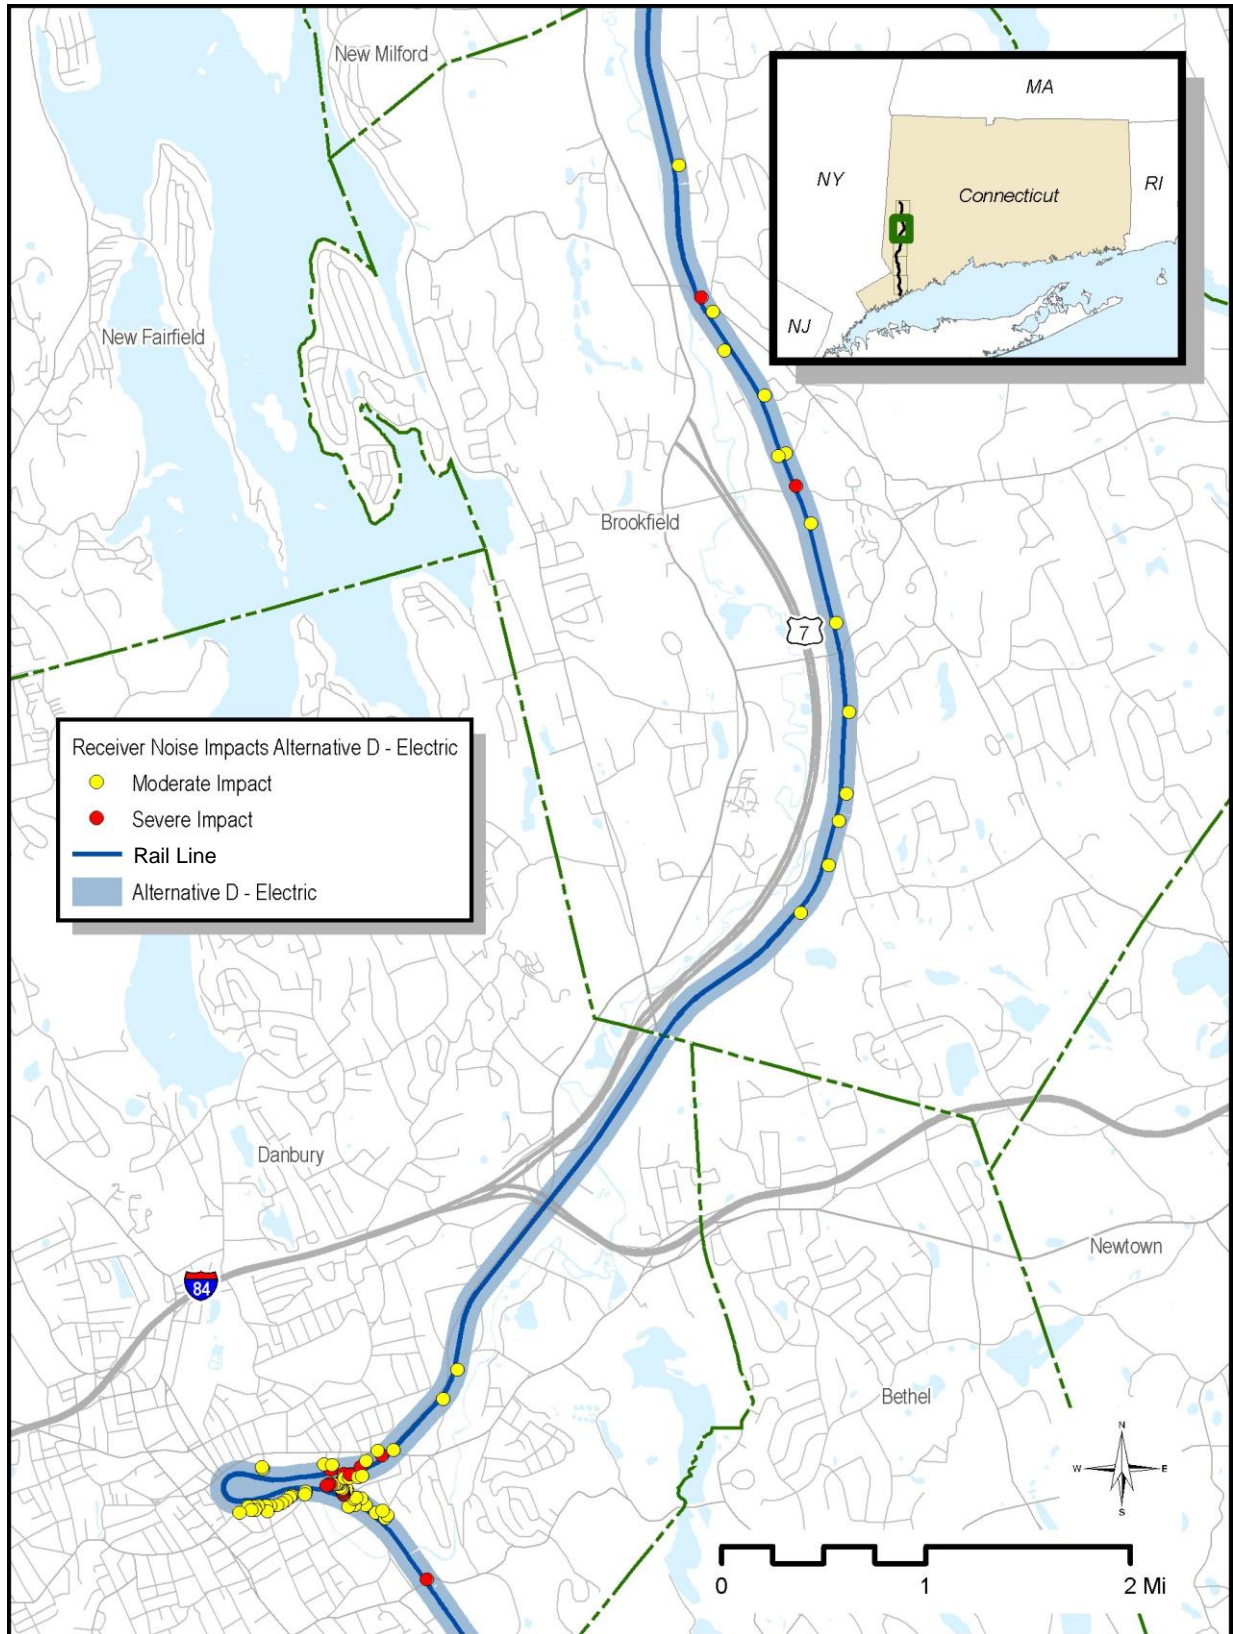 New Milford
MA
NY
Connecticut
RI
NJ
New Fairfield
Brookfield
7
Receiver Noise Impacts Alternative D - Electric
Moderate Impact
Severe Impact
Rail Line
Alternative D - Electric
Danbury
84
Newtown
Bethel
N
W
E
S
0
1
2 Mi